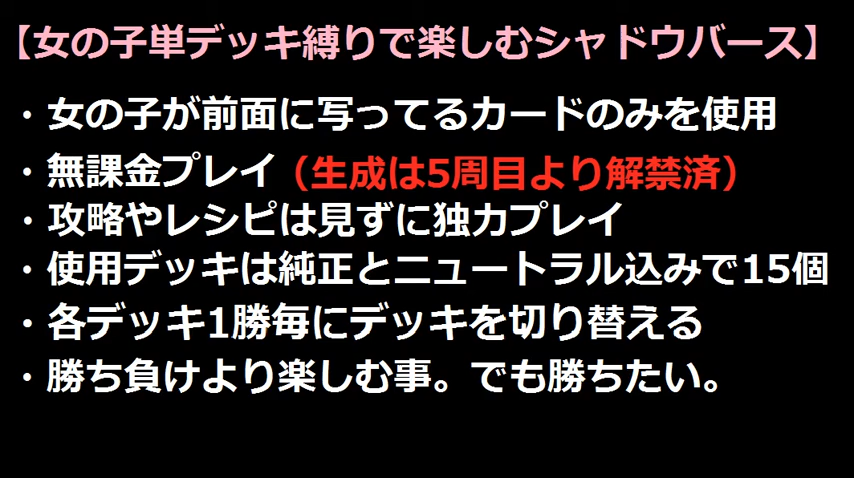 【女の子単デッキ縛りで楽しむシャドウバース】
・女の子が前面に写ってるカードのみを使用
・無課金プレイ（生成は5周目より解禁済）
・攻略やレシピは見ずに独力プレイ
・使用デッキは純正とニュートラル込みで15個
・各デッキ1勝毎にデッキを切り替える
・勝ち負けより楽しむ事。でも勝ちたい。